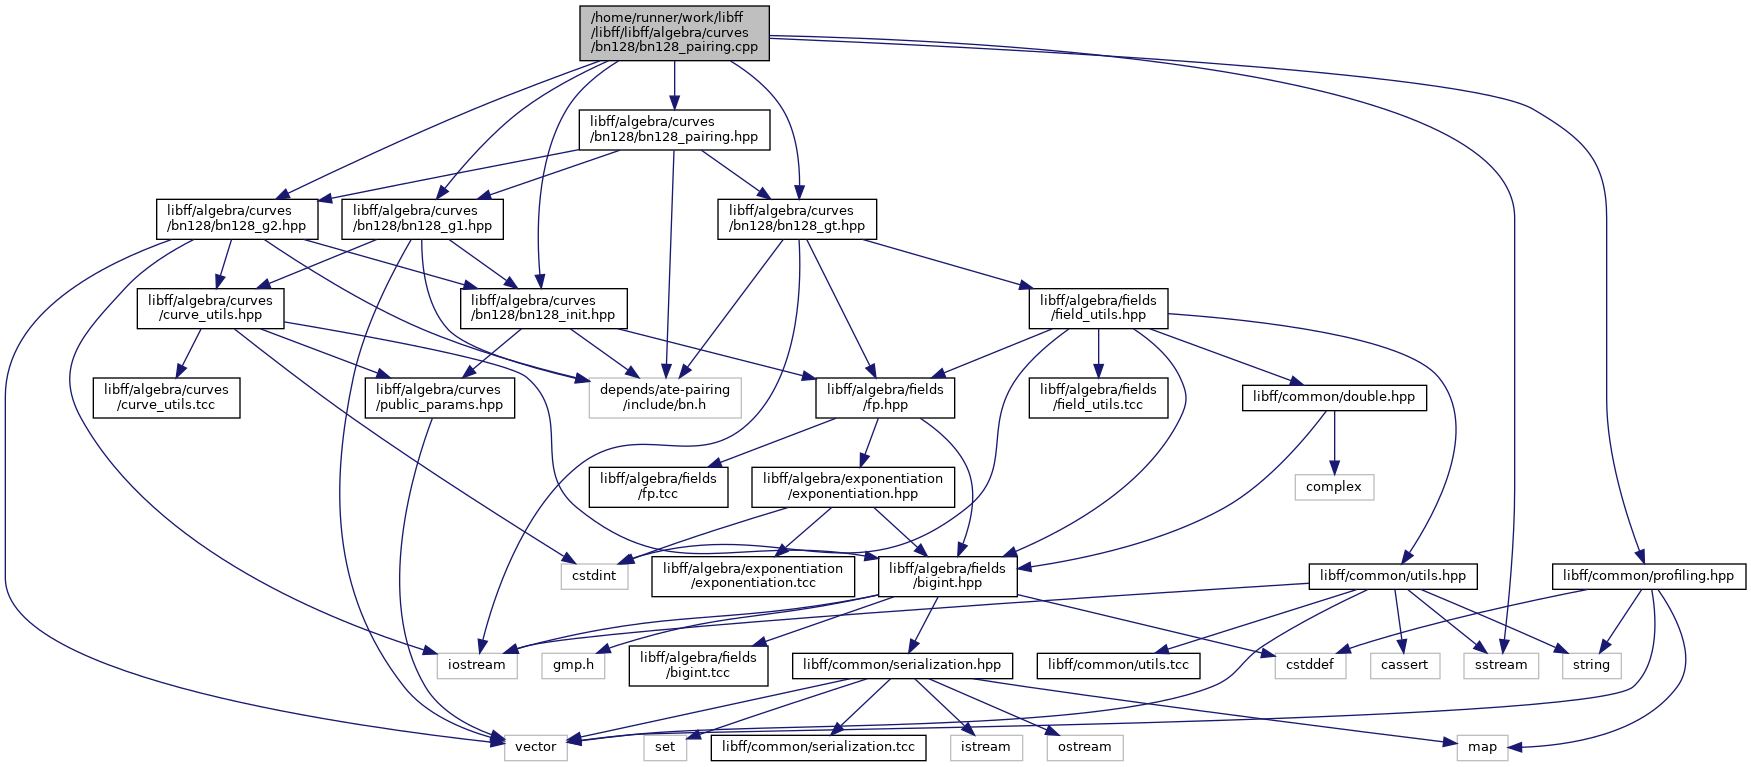 /home/runner/work/libff
/libff/libff/algebra/curves
/bn128/bn128_pairing.cpp
libff/algebra/curves
/bn128/bn128_pairing.hpp
libff/algebra/curves
/bn128/bn128_g2.hpp
libff/algebra/curves
/bn128/bn128_g1.hpp
libff/algebra/curves
/bn128/bn128_gt.hpp
libff/algebra/curves
/curve_utils.hpp
libff/algebra/curves
/bn128/bn128_init.hpp
libff/algebra/fields
/field_utils.hpp
libff/algebra/curves
/curve_utils.tcc
libff/algebra/curves
/public_params.hpp
depends/ate-pairing
/include/bn.h
libff/algebra/fields
/fp.hpp
libff/algebra/fields
/field_utils.tcc
libff/common/double.hpp
libff/algebra/fields
/fp.tcc
libff/algebra/exponentiation
/exponentiation.hpp
complex
cstdint
libff/algebra/exponentiation
/exponentiation.tcc
libff/algebra/fields
/bigint.hpp
libff/common/utils.hpp
libff/common/profiling.hpp
iostream
gmp.h
libff/algebra/fields
/bigint.tcc
libff/common/serialization.hpp
libff/common/utils.tcc
cstddef
cassert
sstream
string
vector
set
libff/common/serialization.tcc
istream
ostream
map